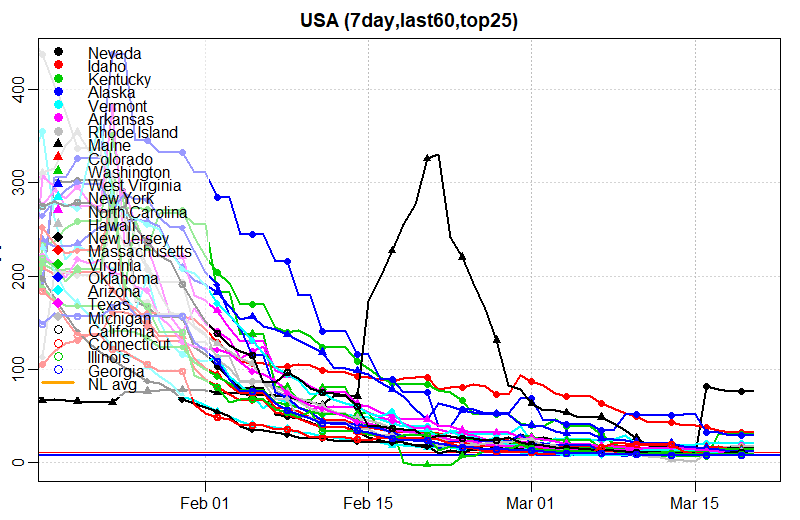 USA (7day,last60,top25)
400
300
200
100
0
Nevada
Idaho
Kentucky
Alaska
Vermont
Arkansas
Rhode Island
Maine
Colorado
Washington
West Virginia
New York
North Carolina
Hawaii
New Jersey
Massachusetts
Virginia
Oklahoma
Arizona
Texas
Michigan
California
Connecticut
Illinois
Georgia
NL avg
Feb 01
Feb 15
Mar 01
Mar 15